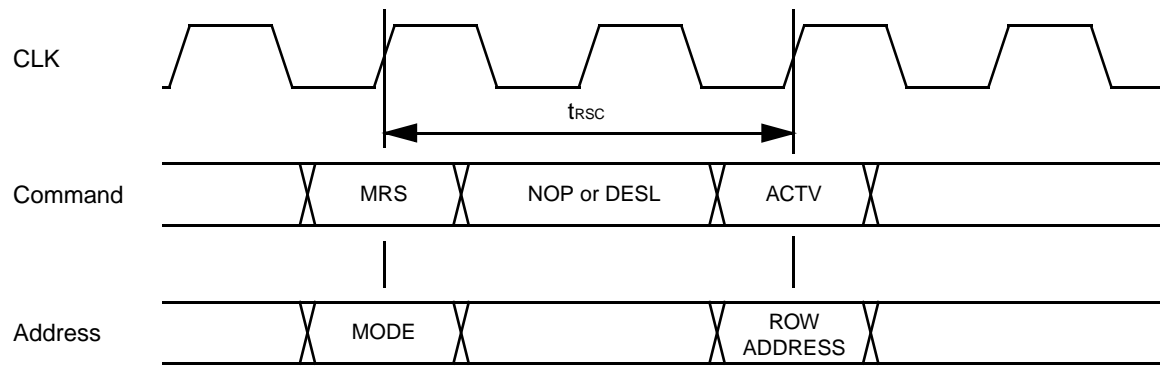 CLK
tRSC
Command
MRS
NOP or DESL
ACTV
Address
MODE
ROW
ADDRESS